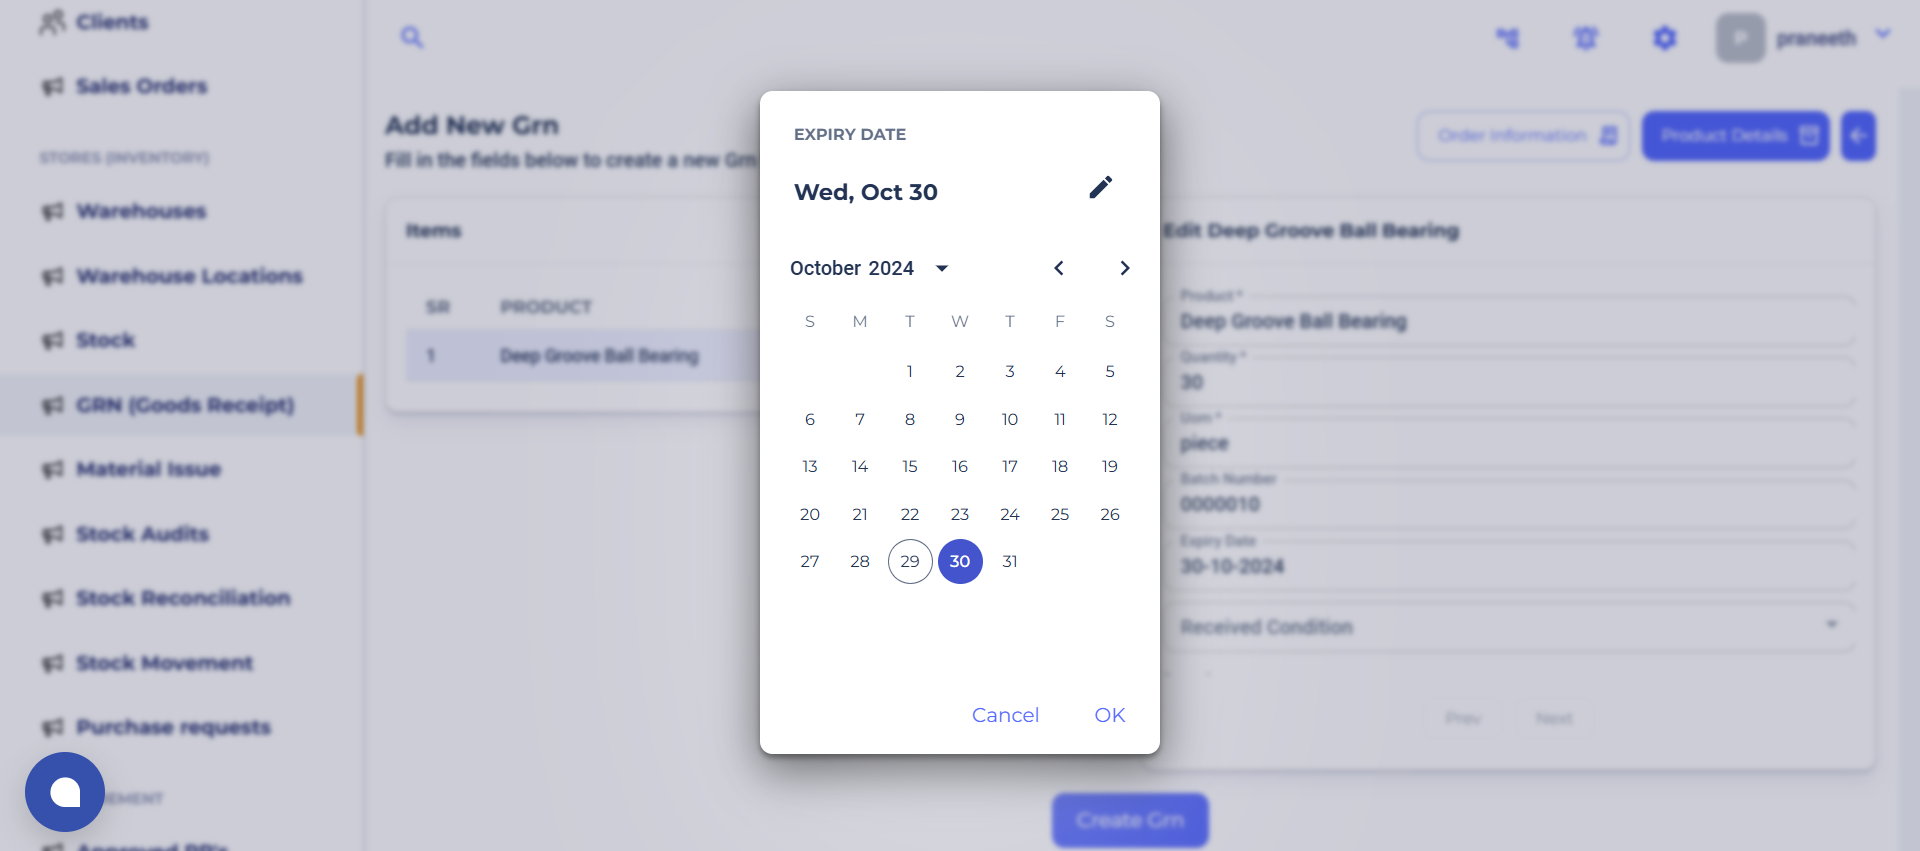 Clients
Sales Orders
STORES (INVENTORY)
Warehouses
Warehouse Locations
Stock
GRN (Goods Receipt)
Material Issue
Stock Audits
Stock Reconciliation
Stock Movement
Purchase requests
Approved PR's
P
praneeth
Add New Grn
Fill in the fields below to create a new Grn
Order Information
Product Details
Items
SR PRODUCT
1 Deep Groove Ball Bearing
EXPIRY DATE
Wed, Oct 30
October 2024
S M T W T F S
1 2 3 4 5
6 7 8 9 10 11 12
13 14 15 16 17 18 19
20 21 22 23 24 25 26
27 28 29 30 31
Cancel OK
Edit Deep Groove Ball Bearing
Product *
Deep Groove Ball Bearing
Quantity *
30
Uom *
piece
Batch Number
0000010
Expiry Date
30-10-2024
Received Condition
Prev Next
Create Grn